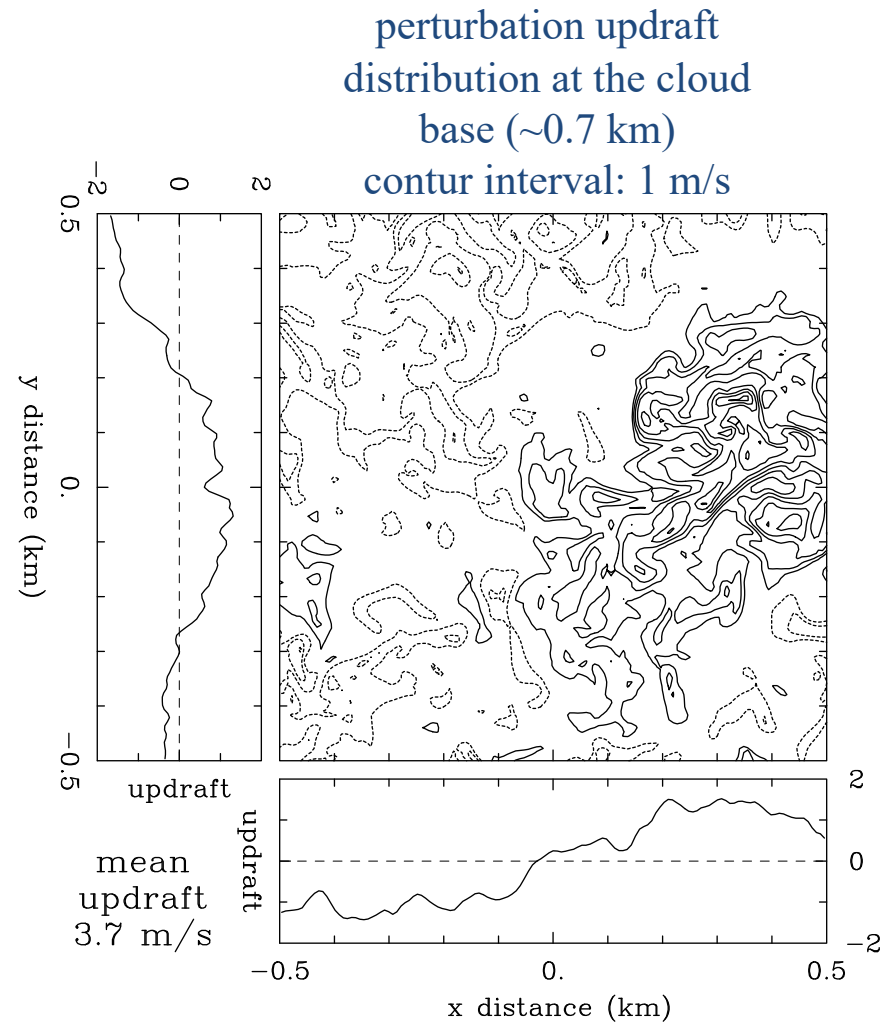 perturbation updraft
distribution at the cloud
base (~0.7 km)
contur interval: 1 m/s
−2 0 2
0.5
0.
−0.5
y distance (km)
updraft
updraft
2
0
−2
mean
updraft
3.7 m/s
−0.5 0. 0.5
x distance (km)